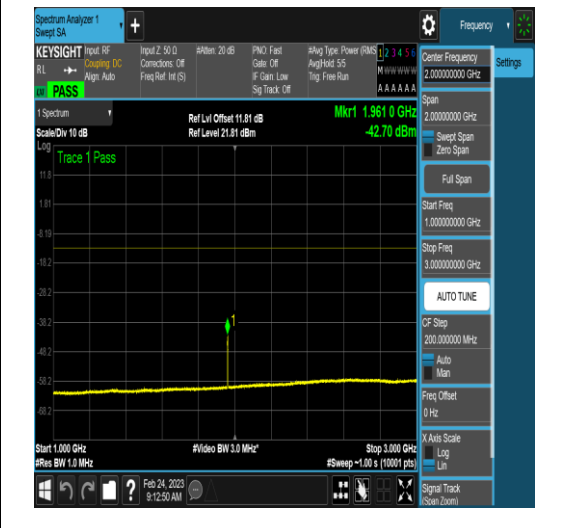 Spectrum Analyzer 1
Swept SA
+
Frequency
KEYSIGHT Input: RF
RL
Coupling: DC
Align: Auto
PASS
Input Z: 50 Ω
Corrections: Off
Freq Ref: Int (S)
#Atten: 20 dB
PNO: Fast
Gate: Off
IF Gain: Low
Sig Track: Off
#Avg Type: Power (RMS
Avg|Hold: 5/5
Trig: Free Run
1 2 3 4 5 6
M W W W W W
A A A A A A
1 Spectrum
Scale/Div 10 dB
Ref Lvl Offset 11.81 dB
Ref Level 21.81 dBm
Mkr1 1.961 0 GHz
-42.70 dBm
Log
Trace 1 Pass
11.8
1.81
-8.19
-18.2
-28.2
-38.2
-48.2
-58.2
-68.2
1
Start 1.000 GHz
#Res BW 1.0 MHz
#Video BW 3.0 MHz*
Stop 3.000 GHz
#Sweep ~1.00 s (10001 pts)
Feb 24, 2023
9:12:50 AM
?
Settings
Center Frequency
2.000000000 GHz
Span
2.00000000 GHz
Swept Span
Zero Span
Full Span
Start Freq
1.000000000 GHz
Stop Freq
3.000000000 GHz
AUTO TUNE
CF Step
200.000000 MHz
Auto
Man
Freq Offset
0 Hz
X Axis Scale
Log
Lin
Signal Track
(Span Zoom)